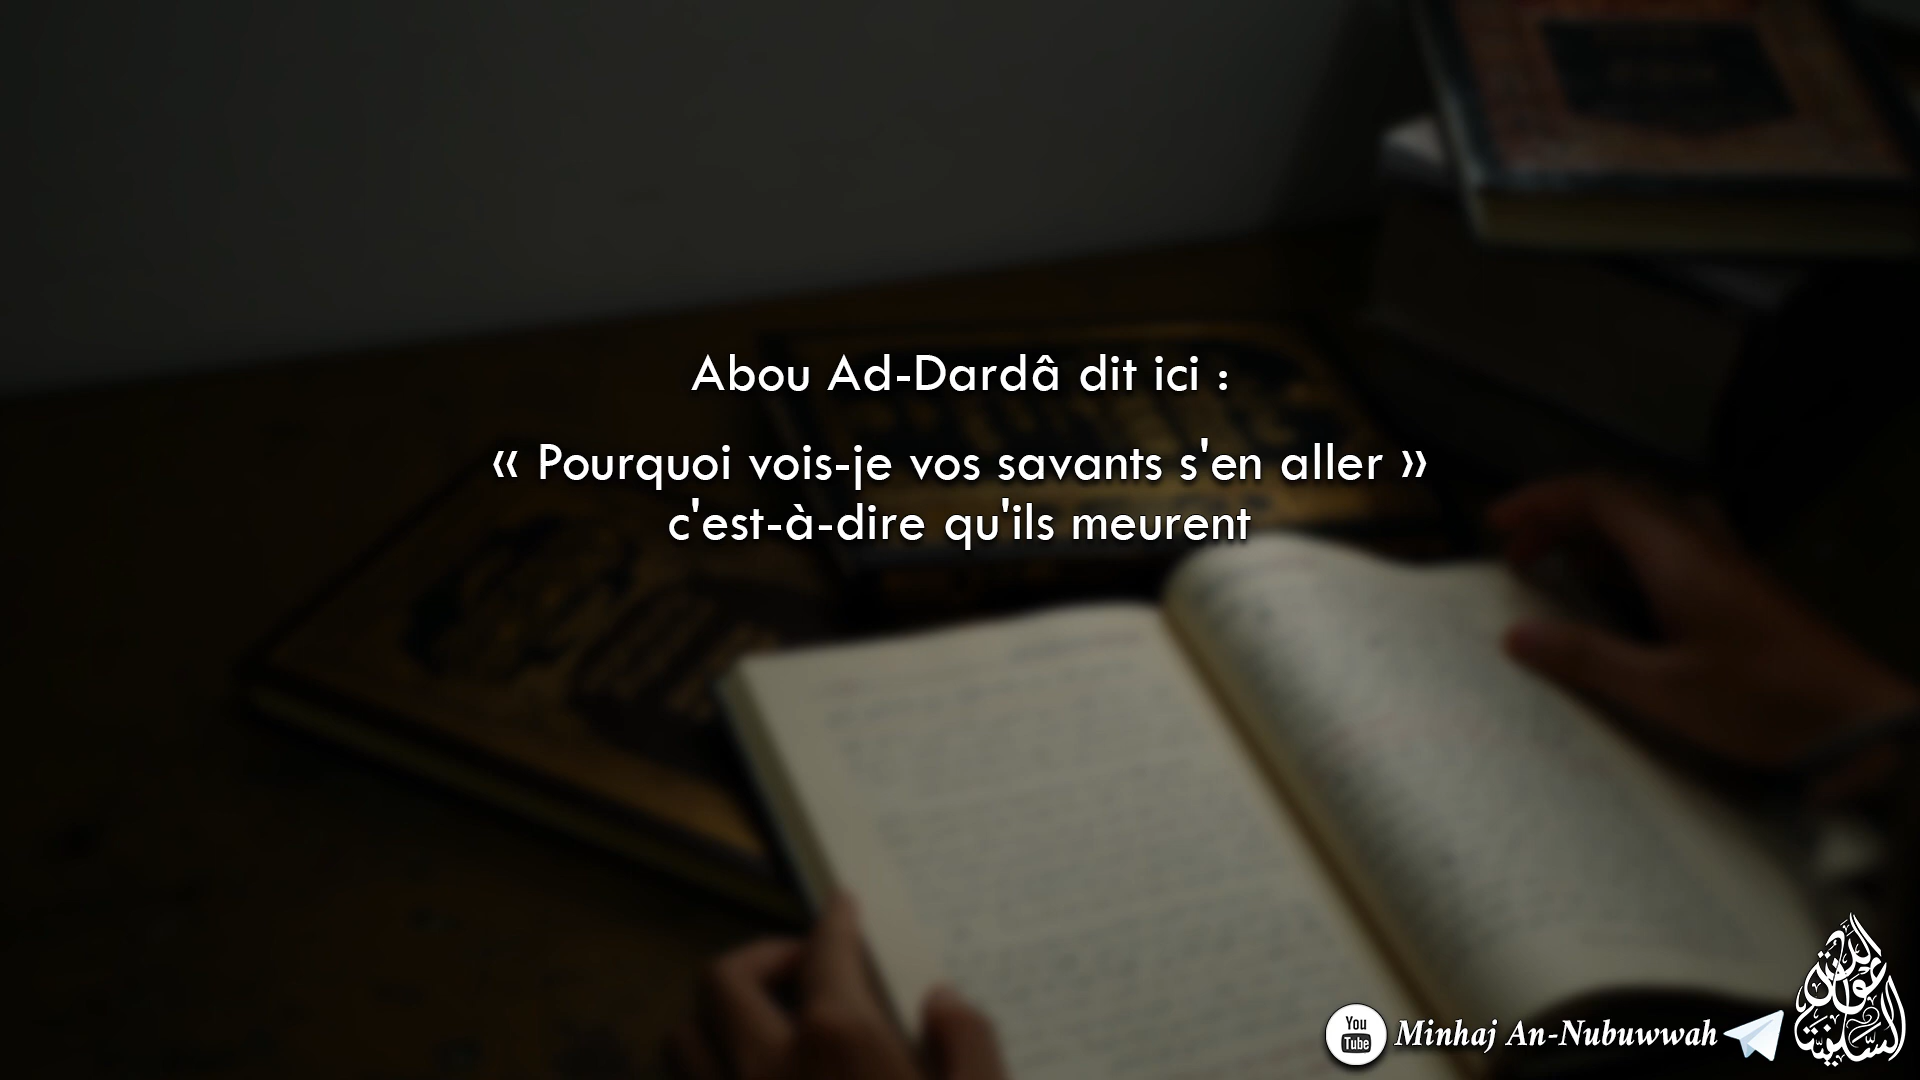 Abou Ad-Dardâ dit ici :
« Pourquoi vois-je vos savants s'en aller »
c'est-à-dire qu'ils meurent
You
Tube
Minhaj An-Nubuwwah